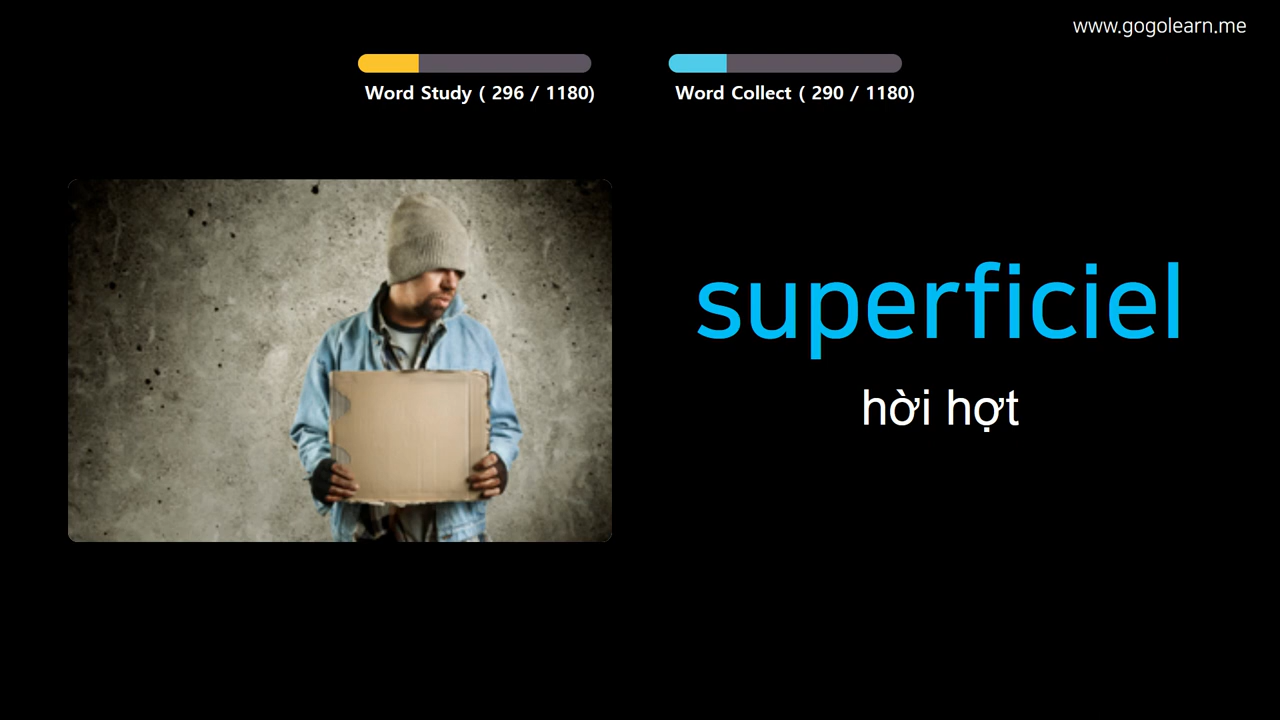 www.gogolearn.me
Word Study ( 296 / 1180)
Word Collect ( 290 / 1180)
superficiel
hời hợt